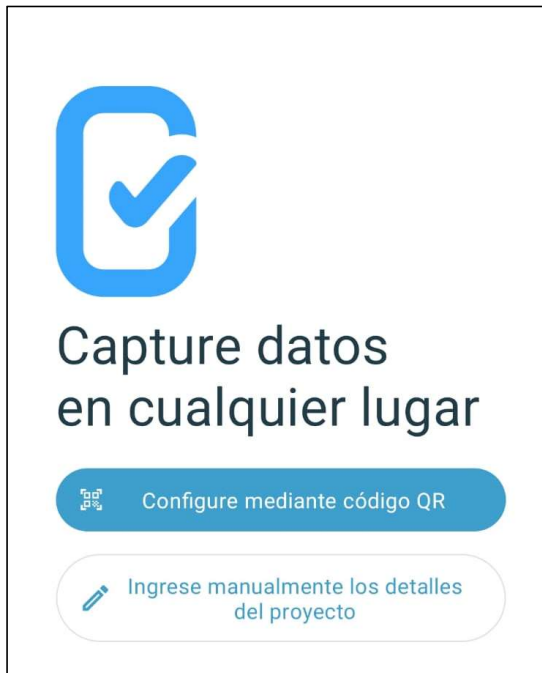 Capture datos
en cualquier lugar
Configure mediante código QR
Ingrese manualmente los detalles
del proyecto